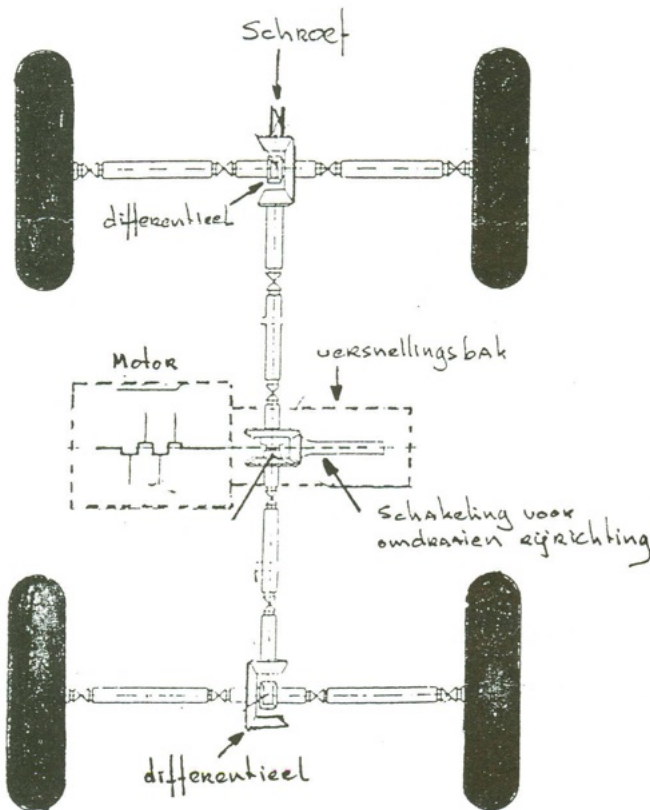 Schroef
differentieel
Motor
versnellingsbak
Schakeling voor
omdraaien rijrichting
differentieel